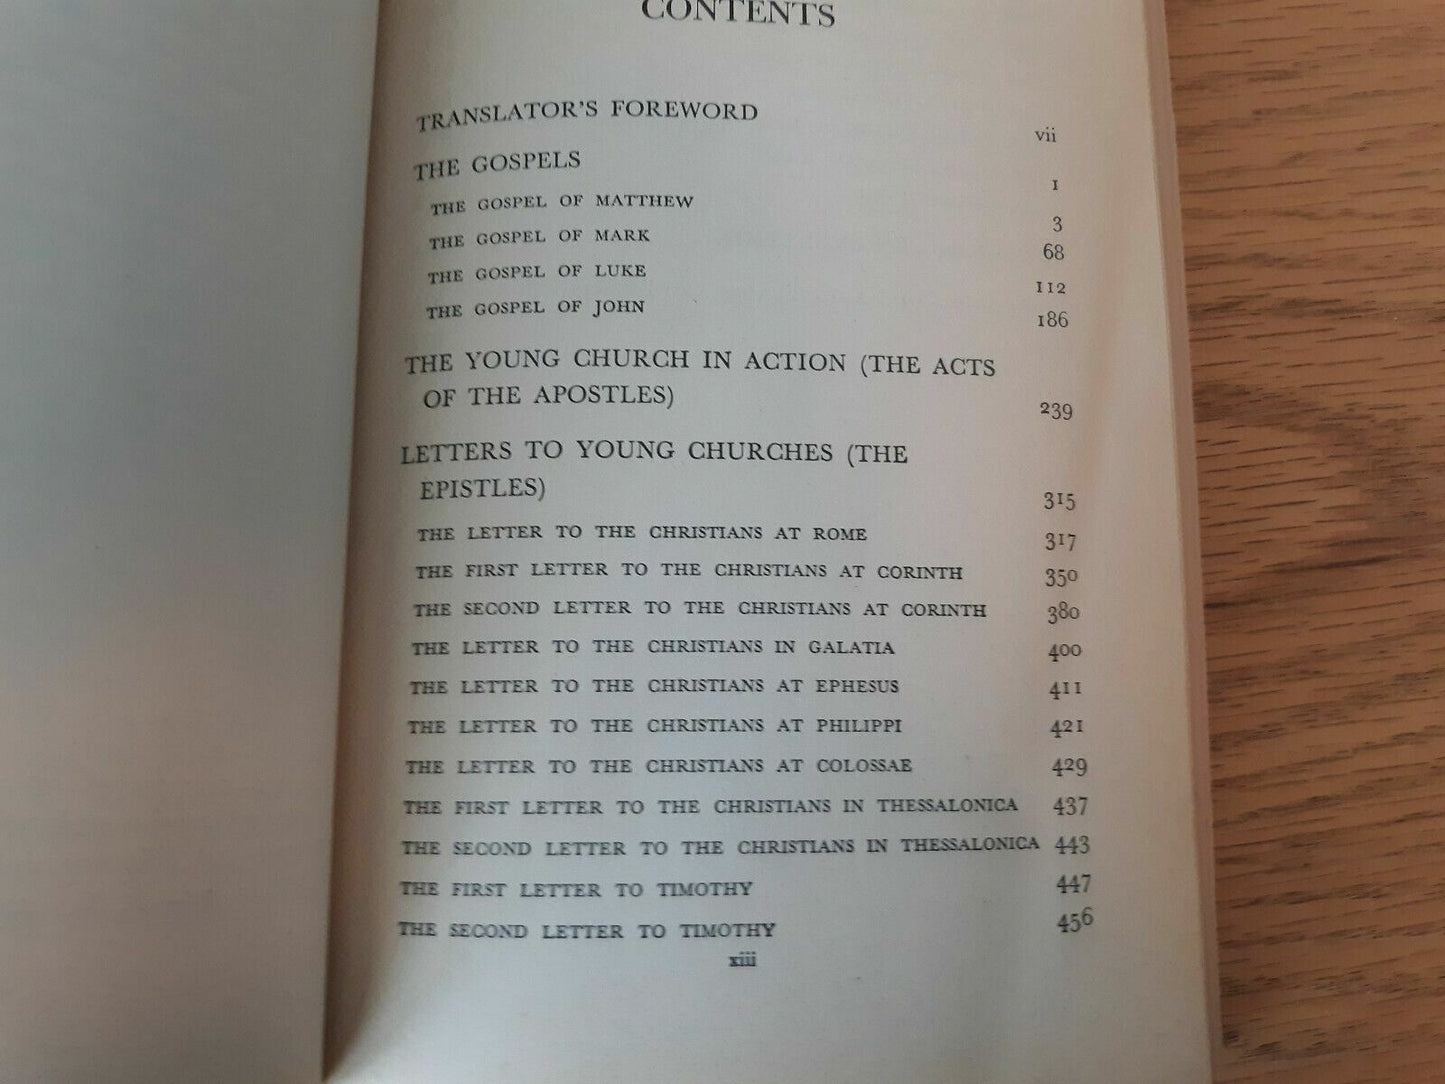 CONTENTS
TRANSLATOR'S FOREWORD vii
THE GOSPELS 1
THE GOSPEL OF MATTHEW 3
THE GOSPEL OF MARK 68
THE GOSPEL OF LUKE 112
THE GOSPEL OF JOHN 186
THE YOUNG CHURCH IN ACTION (THE ACTS
OF THE APOSTLES) 239
LETTERS TO YOUNG CHURCHES (THE
EPISTLES) 315
THE LETTER TO THE CHRISTIANS AT ROME 317
THE FIRST LETTER TO THE CHRISTIANS AT CORINTH 350
THE SECOND LETTER TO THE CHRISTIANS AT CORINTH 380
THE LETTER TO THE CHRISTIANS IN GALATIA 400
THE LETTER TO THE CHRISTIANS AT EPHESUS 411
THE LETTER TO THE CHRISTIANS AT PHILIPPI 421
THE LETTER TO THE CHRISTIANS AT COLOSSAE 429
THE FIRST LETTER TO THE CHRISTIANS IN THESSALONICA 437
THE SECOND LETTER TO THE CHRISTIANS IN THESSALONICA 443
THE FIRST LETTER TO TIMOTHY 447
THE SECOND LETTER TO TIMOTHY 456
xiii